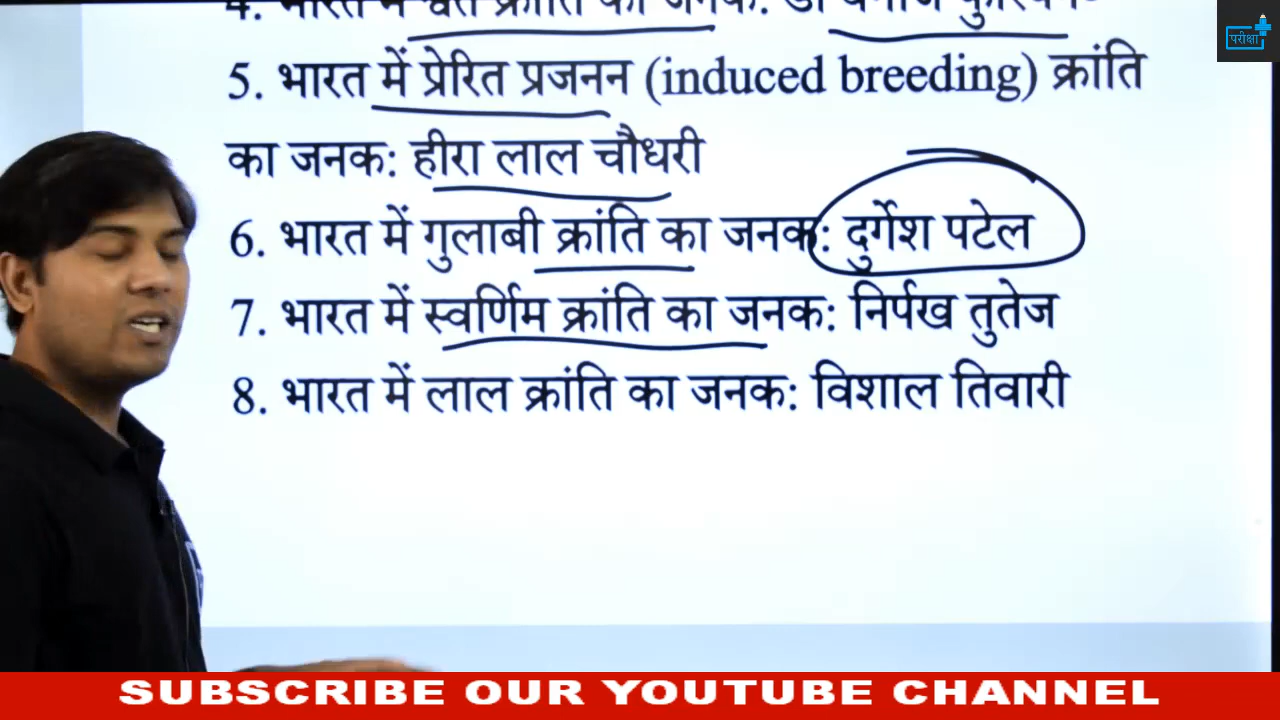 परीक्षा
5. भारत में प्रेरित प्रजनन (induced breeding) क्रांति
का जनक: हीरा लाल चौधरी
6. भारत में गुलाबी क्रांति का जनक: दुर्गेश पटेल
7. भारत में स्वर्णिम क्रांति का जनक: निर्पख तुतेज
8. भारत में लाल क्रांति का जनक: विशाल तिवारी
SUBSCRIBE OUR YOUTUBE CHANNEL